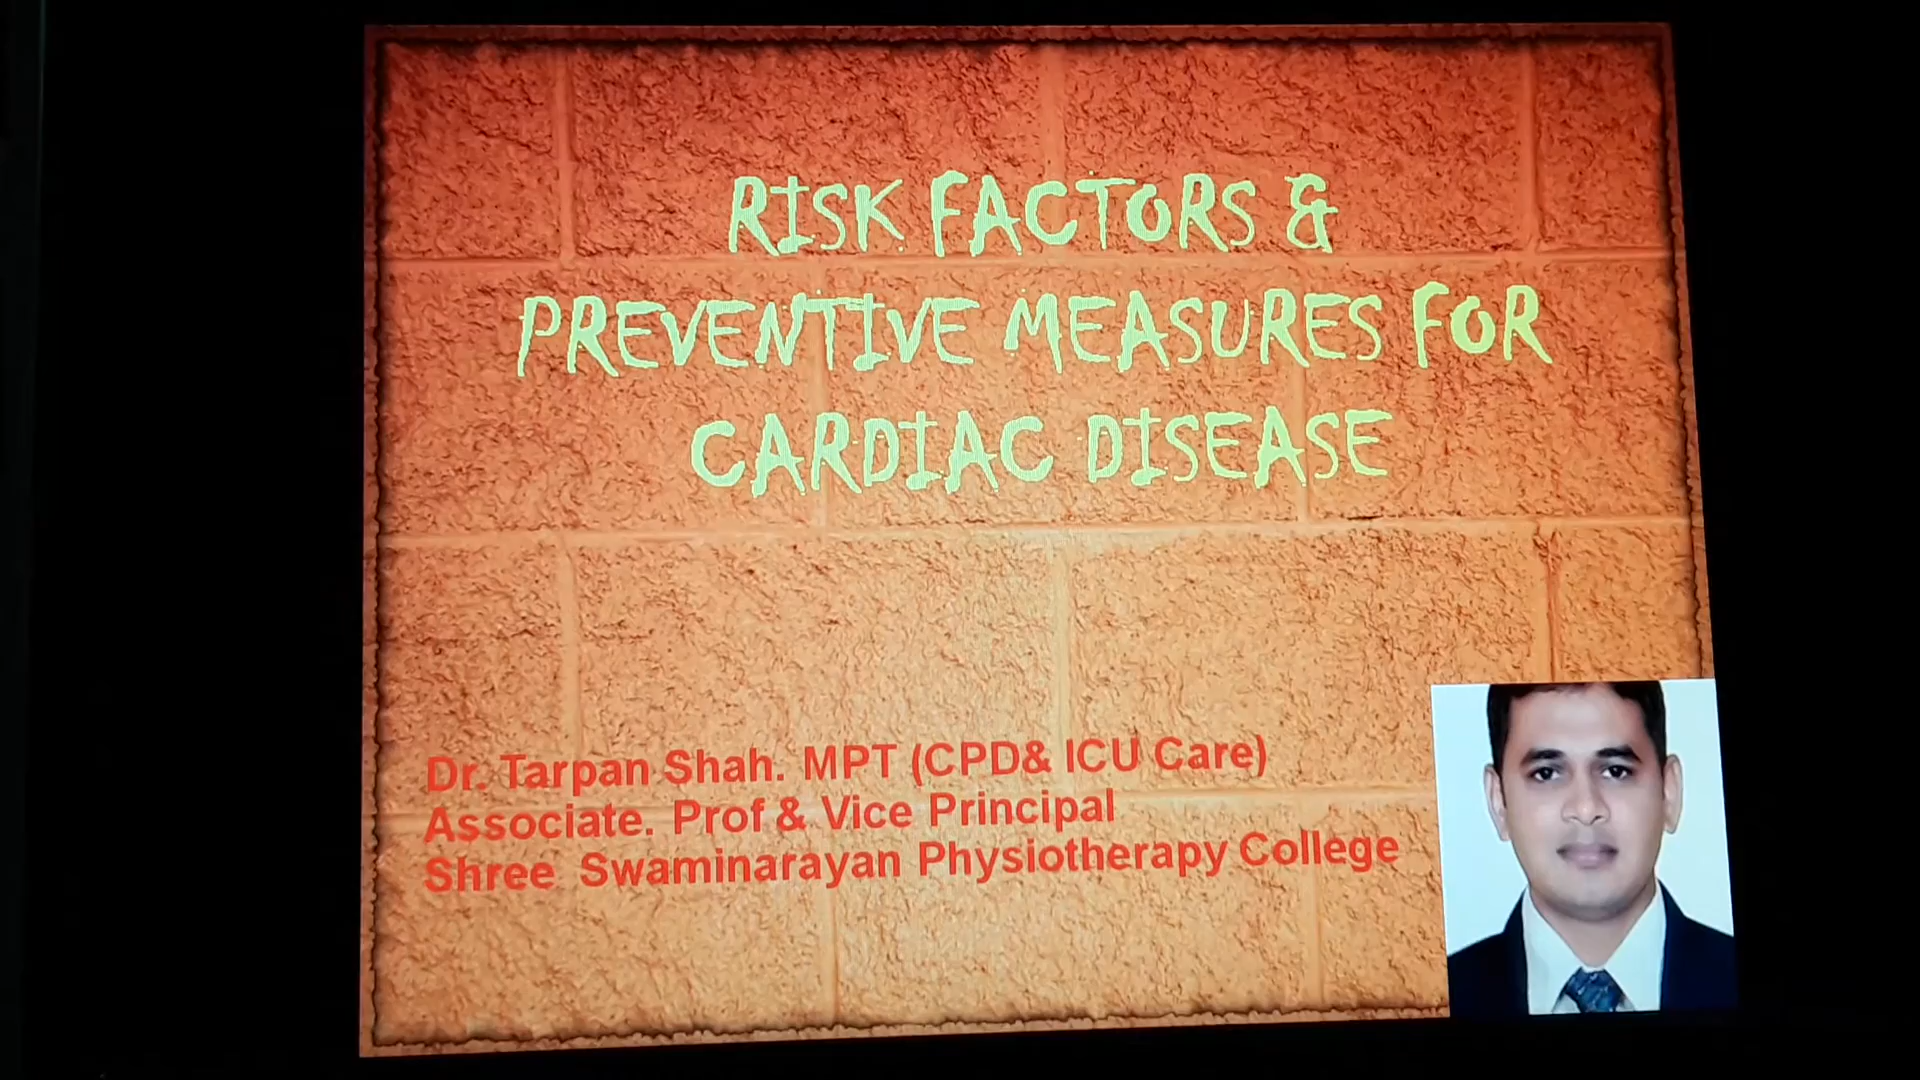 RISK FACTORS &
PREVENTIVE MEASURES FOR
CARDIAC DISEASE
Dr. Tarpan Shah. MPT (CPD& ICU Care)
Associate. Prof & Vice Principal
Shree Swaminarayan Physiotherapy College